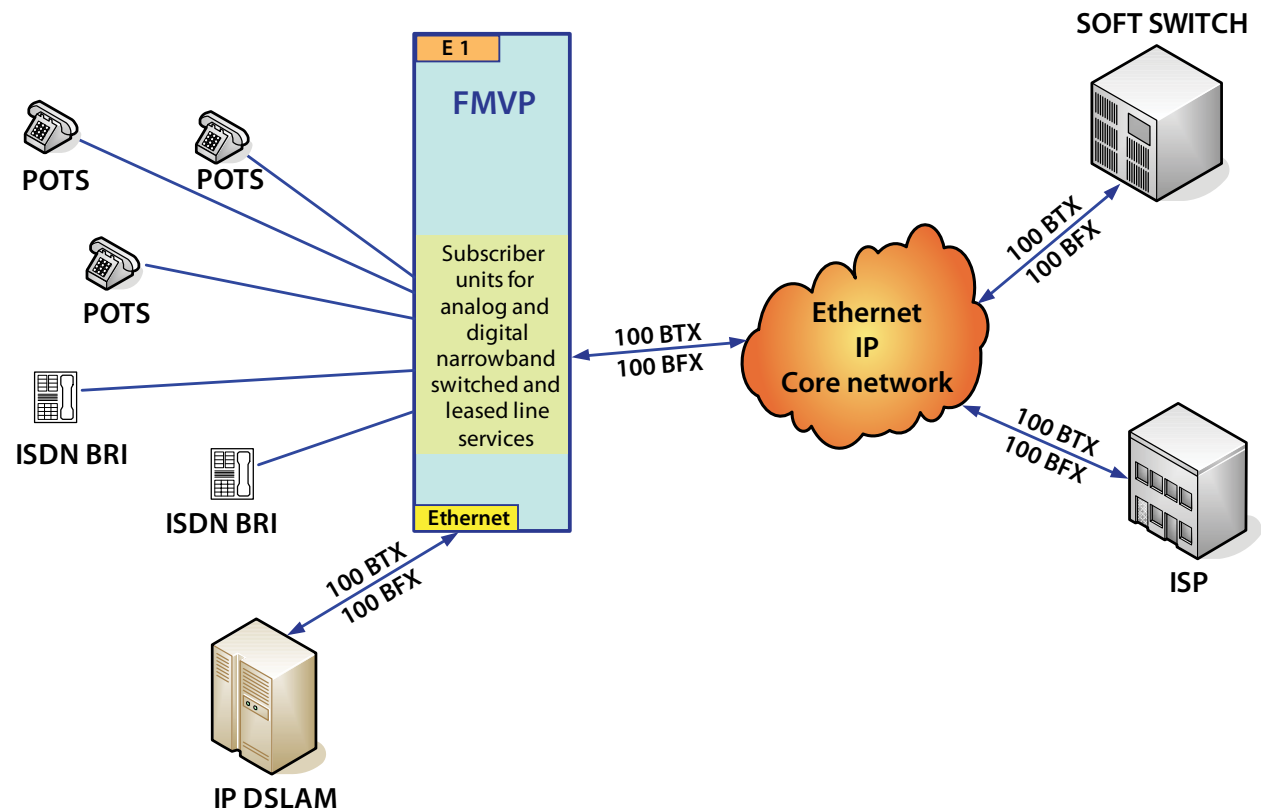 SOFT SWITCH
E 1
FMVP
POTS
POTS
POTS
Subscriber
units for
analog and
digital
narrowband
switched and
leased line
services
ISDN BRI
ISDN BRI
Ethernet
100 BTX
100 BFX
Ethernet
IP
Core network
100 BTX
100 BFX
100 BTX
100 BFX
ISP
100 BTX
100 BFX
IP DSLAM